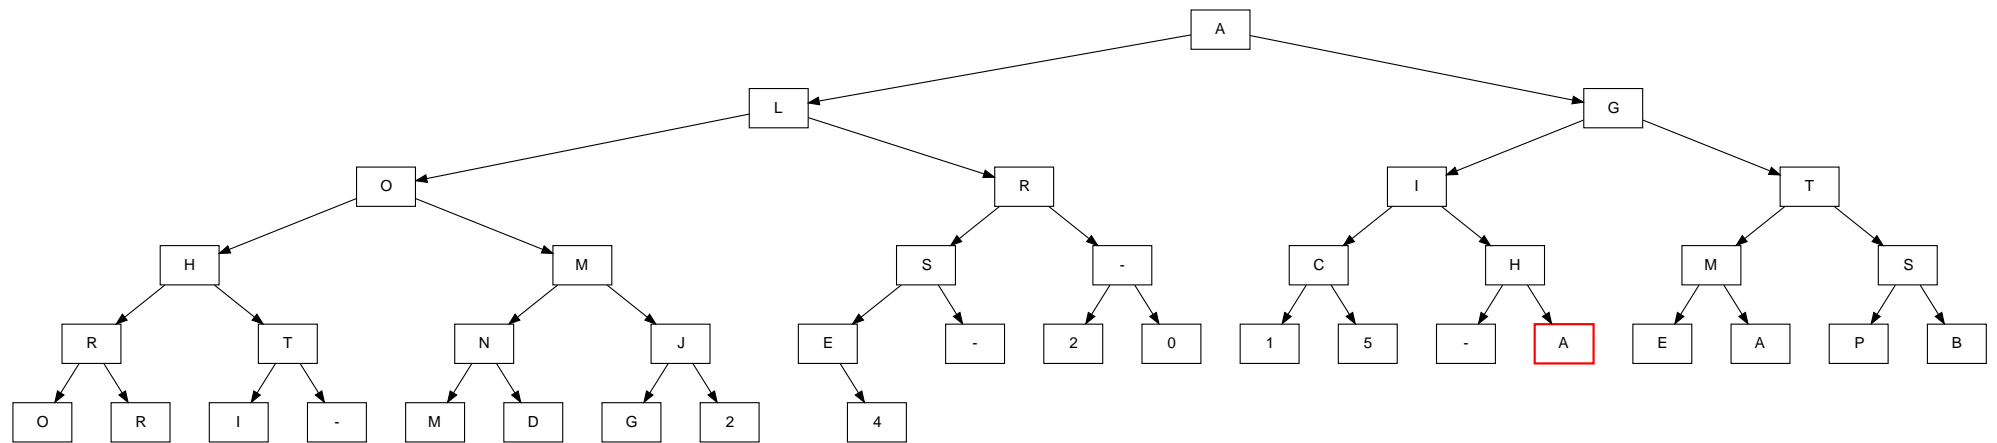 A
L G
O R I T
H M S - C H M S
R T N J E - 2 0 1 5 - A E A P B
O R I - M D G 2 4